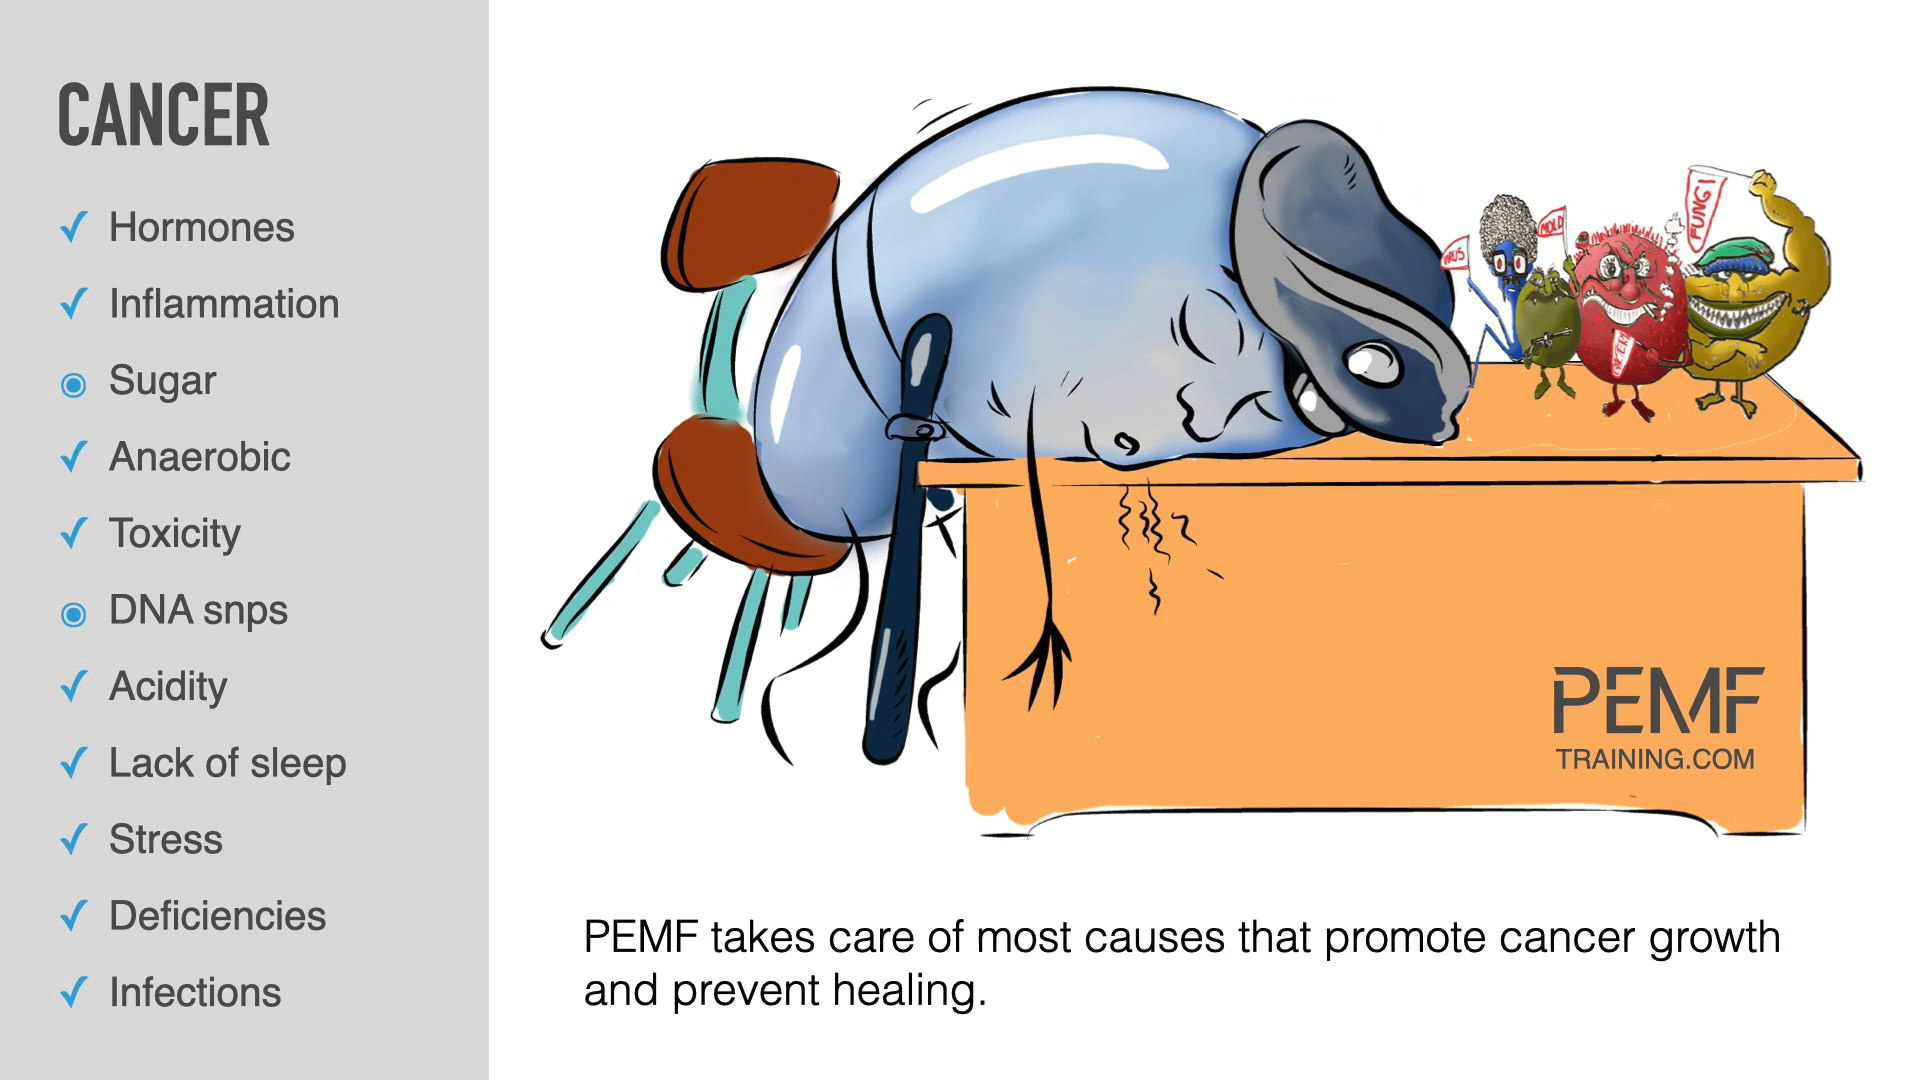 CANCER
Hormones
Inflammation
Sugar
Anaerobic
Toxicity
DNA snps
Acidity
Lack of sleep
Stress
Deficiencies
Infections
VIRUS
MOLD
FUNGI
PEMF
TRAINING.COM
PEMF takes care of most causes that promote cancer growth
and prevent healing.